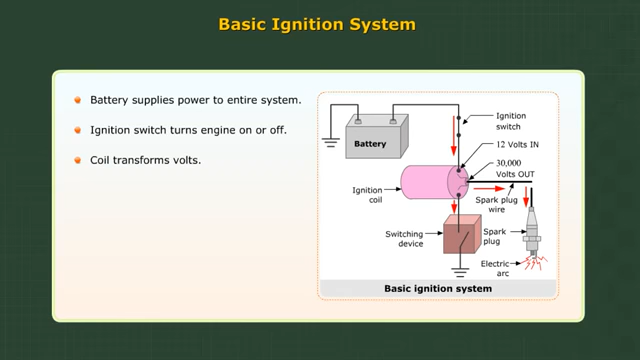 Basic Ignition System
Battery supplies power to entire system.
Ignition switch turns engine on or off.
Coil transforms volts.
Ignition
switch
Battery
12 Volts IN
30,000
Volts OUT
Ignition
coil
Spark plug
wire
Switching
device
Spark
plug
Electric
arc
Basic ignition system